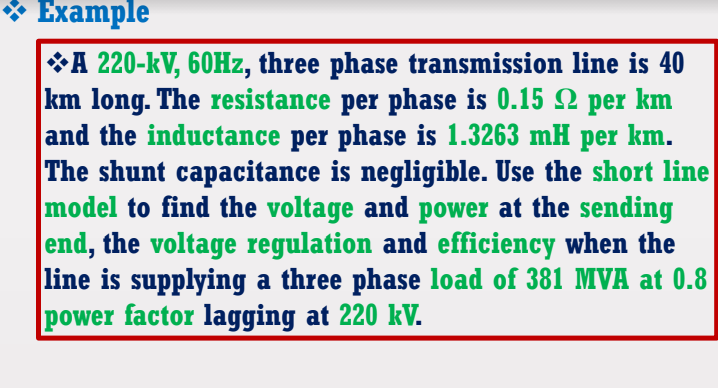 ❖ Example
❖A 220-kV, 60Hz, three phase transmission line is 40
km long. The resistance per phase is 0.15 Ω per km
and the inductance per phase is 1.3263 mH per km.
The shunt capacitance is negligible. Use the short line
model to find the voltage and power at the sending
end, the voltage regulation and efficiency when the
line is supplying a three phase load of 381 MVA at 0.8
power factor lagging at 220 kV.